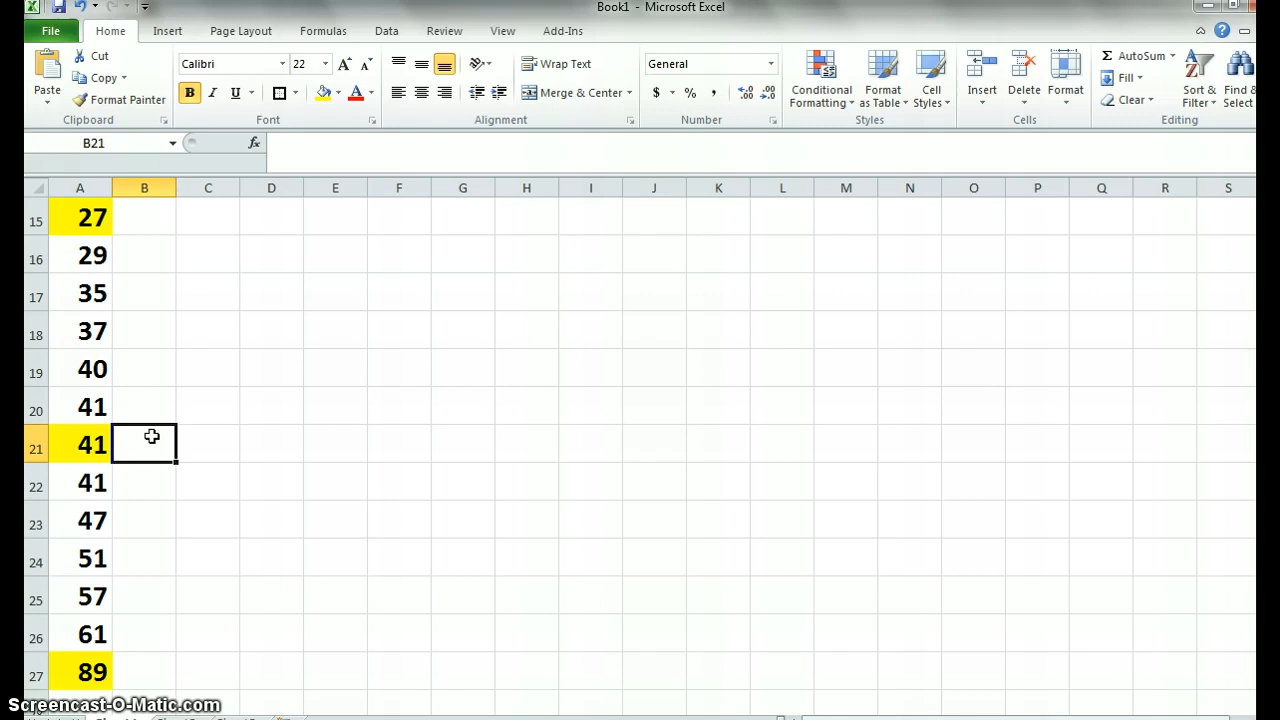 Book1 - Microsoft Excel
File Home Insert Page Layout Formulas Data Review View Add-Ins
Cut Calibri 22 A A Wrap Text General AutoSum
Paste Copy B I U A Merge & Center $ % , Conditional Formatting Format as Table Cell Styles Insert Delete Format Fill Sort & Filter Find & Select
Format Painter Clear
Clipboard Font Alignment Number Styles Cells Editing
B21 fx
A B C D E F G H I J K L M N O P Q R S
15 27
16 29
17 35
18 37
19 40
20 41
21 41
22 41
23 47
24 51
25 57
26 61
27 89
Screencast-O-Matic.com